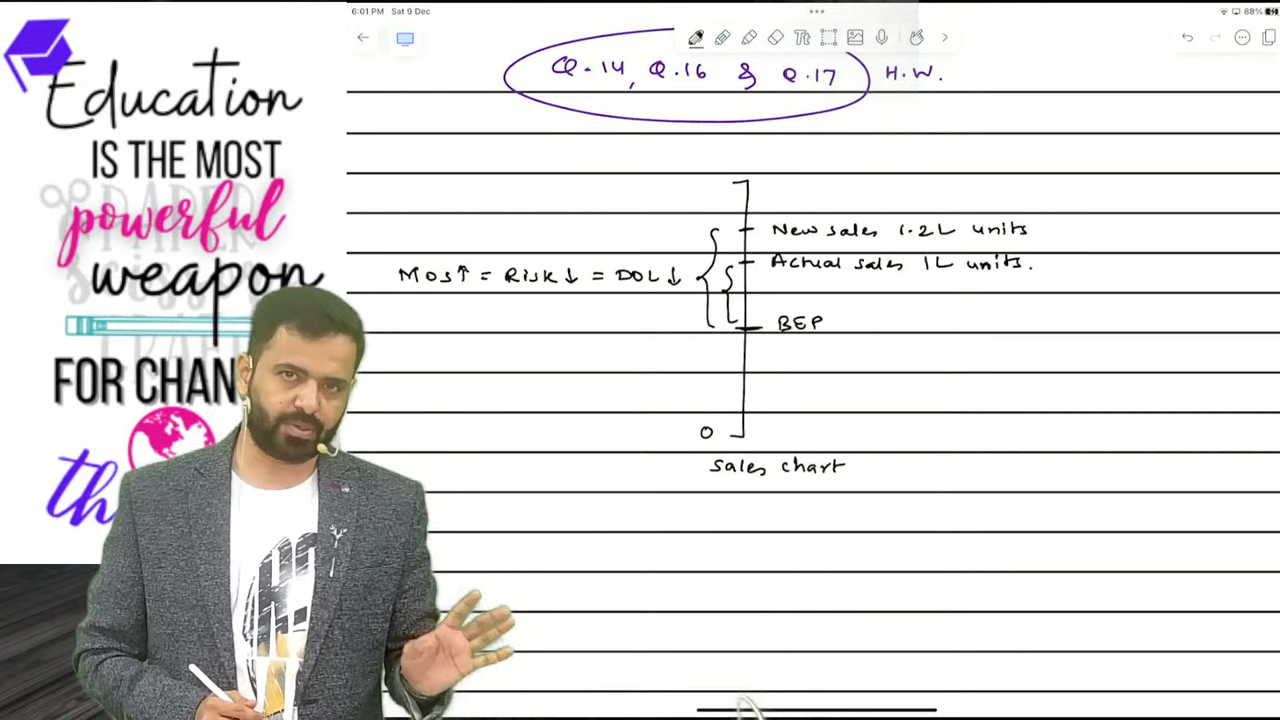 6:01 PM Sat 9 Dec
88%
Education
IS THE MOST
powerful
weapon
FOR CHAN
th
Q.14, Q.16 & Q.17 H.W.
New sales 1.2L units
Actual sales 1L units.
MOS↑ = Risk↓ = DOL↓
BEP
0
Sales chart